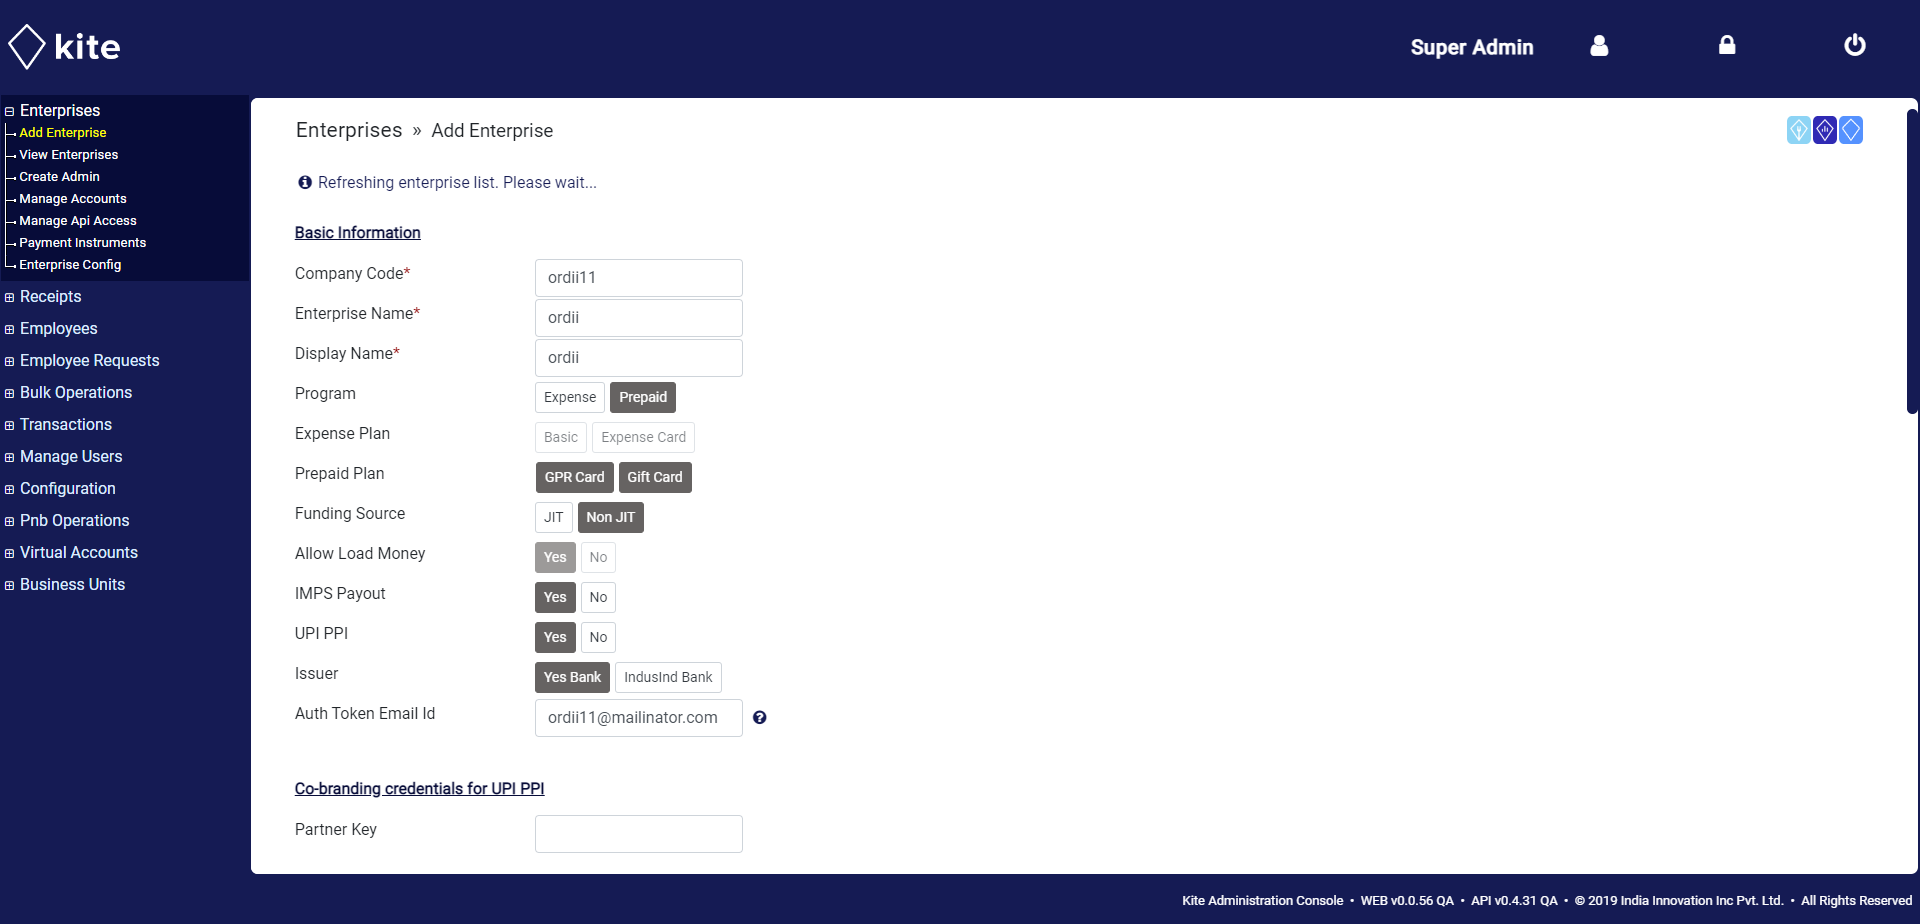 kite
Super Admin
Enterprises
Add Enterprise
View Enterprises
Create Admin
Manage Accounts
Manage Api Access
Payment Instruments
Enterprise Config
Receipts
Employees
Employee Requests
Bulk Operations
Transactions
Manage Users
Configuration
Pnb Operations
Virtual Accounts
Business Units
Enterprises » Add Enterprise
Refreshing enterprise list. Please wait...
Basic Information
Company Code* ordii11
Enterprise Name* ordii
Display Name* ordii
Program Expense Prepaid
Expense Plan Basic Expense Card
Prepaid Plan GPR Card Gift Card
Funding Source JIT Non JIT
Allow Load Money Yes No
IMPS Payout Yes No
UPI PPI Yes No
Issuer Yes Bank IndusInd Bank
Auth Token Email Id ordii11@mailinator.com
Co-branding credentials for UPI PPI
Partner Key
Kite Administration Console • WEB v0.0.56 QA • API v0.4.31 QA • © 2019 India Innovation Inc Pvt. Ltd. • All Rights Reserved